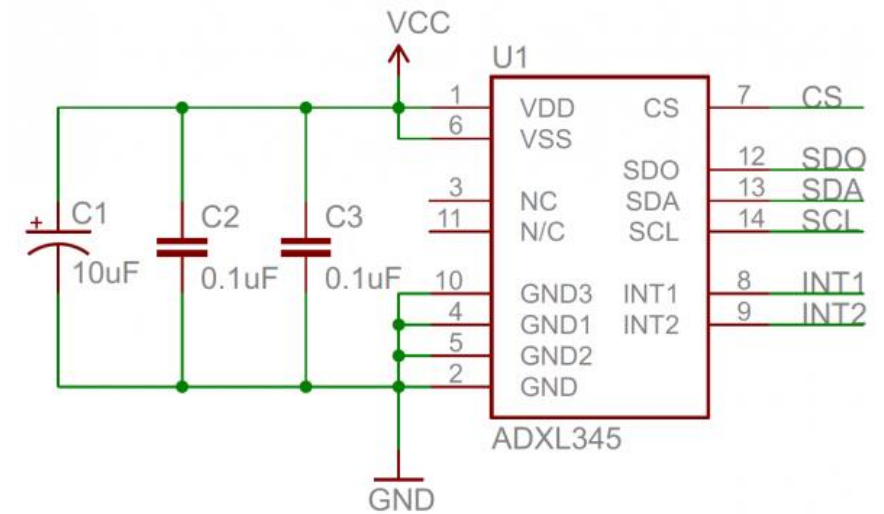 VCC
U1
1 VDD CS 7 CS
6 VSS
SDO 12 SDO
3 NC SDA 13 SDA
11 N/C SCL 14 SCL
+ C1 C2 C3
10uF 0.1uF 0.1uF
10 GND3 INT1 8 INT1
4 GND1 INT2 9 INT2
5 GND2
2 GND
ADXL345
GND